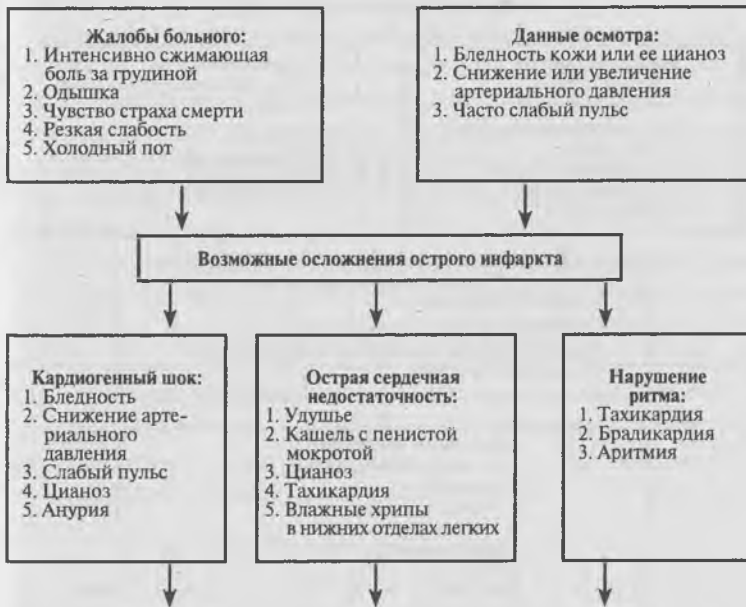 Жалобы больного:
1. Интенсивно сжимающая
боль за грудиной
2. Одышка
3. Чувство страха смерти
4. Резкая слабость
5. Холодный пот
Данные осмотра:
1. Бледность кожи или ее цианоз
2. Снижение или увеличение
артериального давления
3. Часто слабый пульс
Возможные осложнения острого инфаркта
Кардиогенный шок:
1. Бледность
2. Снижение арте-
риального
давления
3. Слабый пульс
4. Цианоз
5. Анурия
Острая сердечная
недостаточность:
1. Удушье
2. Кашель с пенистой
мокротой
3. Цианоз
4. Тахикардия
5. Влажные хрипы
в нижних отделах легких
Нарушение
ритма:
1. Тахикардия
2. Браликардия
3. Аритмия